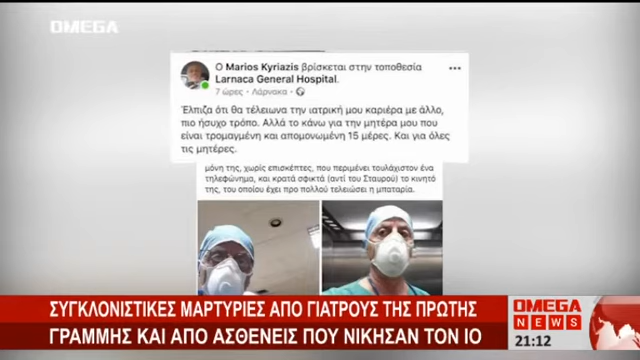 OMEGA
Ο Marios Kyriazis βρίσκεται στην τοποθεσία
Larnaca General Hospital.
7 ώρες · Λάρνακα ·
Έλπιζα ότι θα τέλειωνα την ιατρική μου καριέρα με άλλο,
πιο ήσυχο τρόπο. Αλλά το κάνω για την μητέρα μου που
είναι τρομαγμένη και απομονωμένη 15 μέρες. Και για όλες
τις μητέρες.
μόνη της, χωρίς επισκέπτες, που περιμένει τουλάχιστον ένα
τηλεφώνημα, και κρατά σφικτά (αντί του Σταυρού) το κινητό
της, του οποίου έχει προ πολλού τελειώσει η μπαταρία.
ΣΥΓΚΛΟΝΙΣΤΙΚΕΣ ΜΑΡΤΥΡΙΕΣ ΑΠΟ ΓΙΑΤΡΟΥΣ ΤΗΣ ΠΡΩΤΗΣ
ΓΡΑΜΜΗΣ ΚΑΙ ΑΠΟ ΑΣΘΕΝΕΙΣ ΠΟΥ ΝΙΚΗΣΑΝ ΤΟΝ ΙΟ
OMEGA
NEWS
21:12